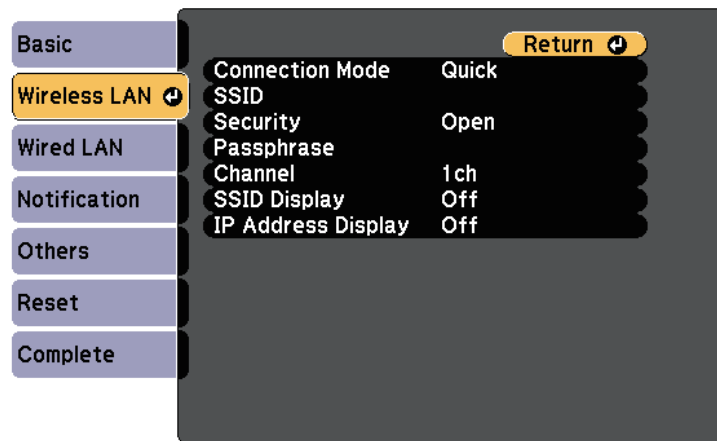 Basic
Wireless LAN
Wired LAN
Notification
Others
Reset
Complete
Return
Connection Mode Quick
SSID
Security Open
Passphrase
Channel 1ch
SSID Display Off
IP Address Display Off